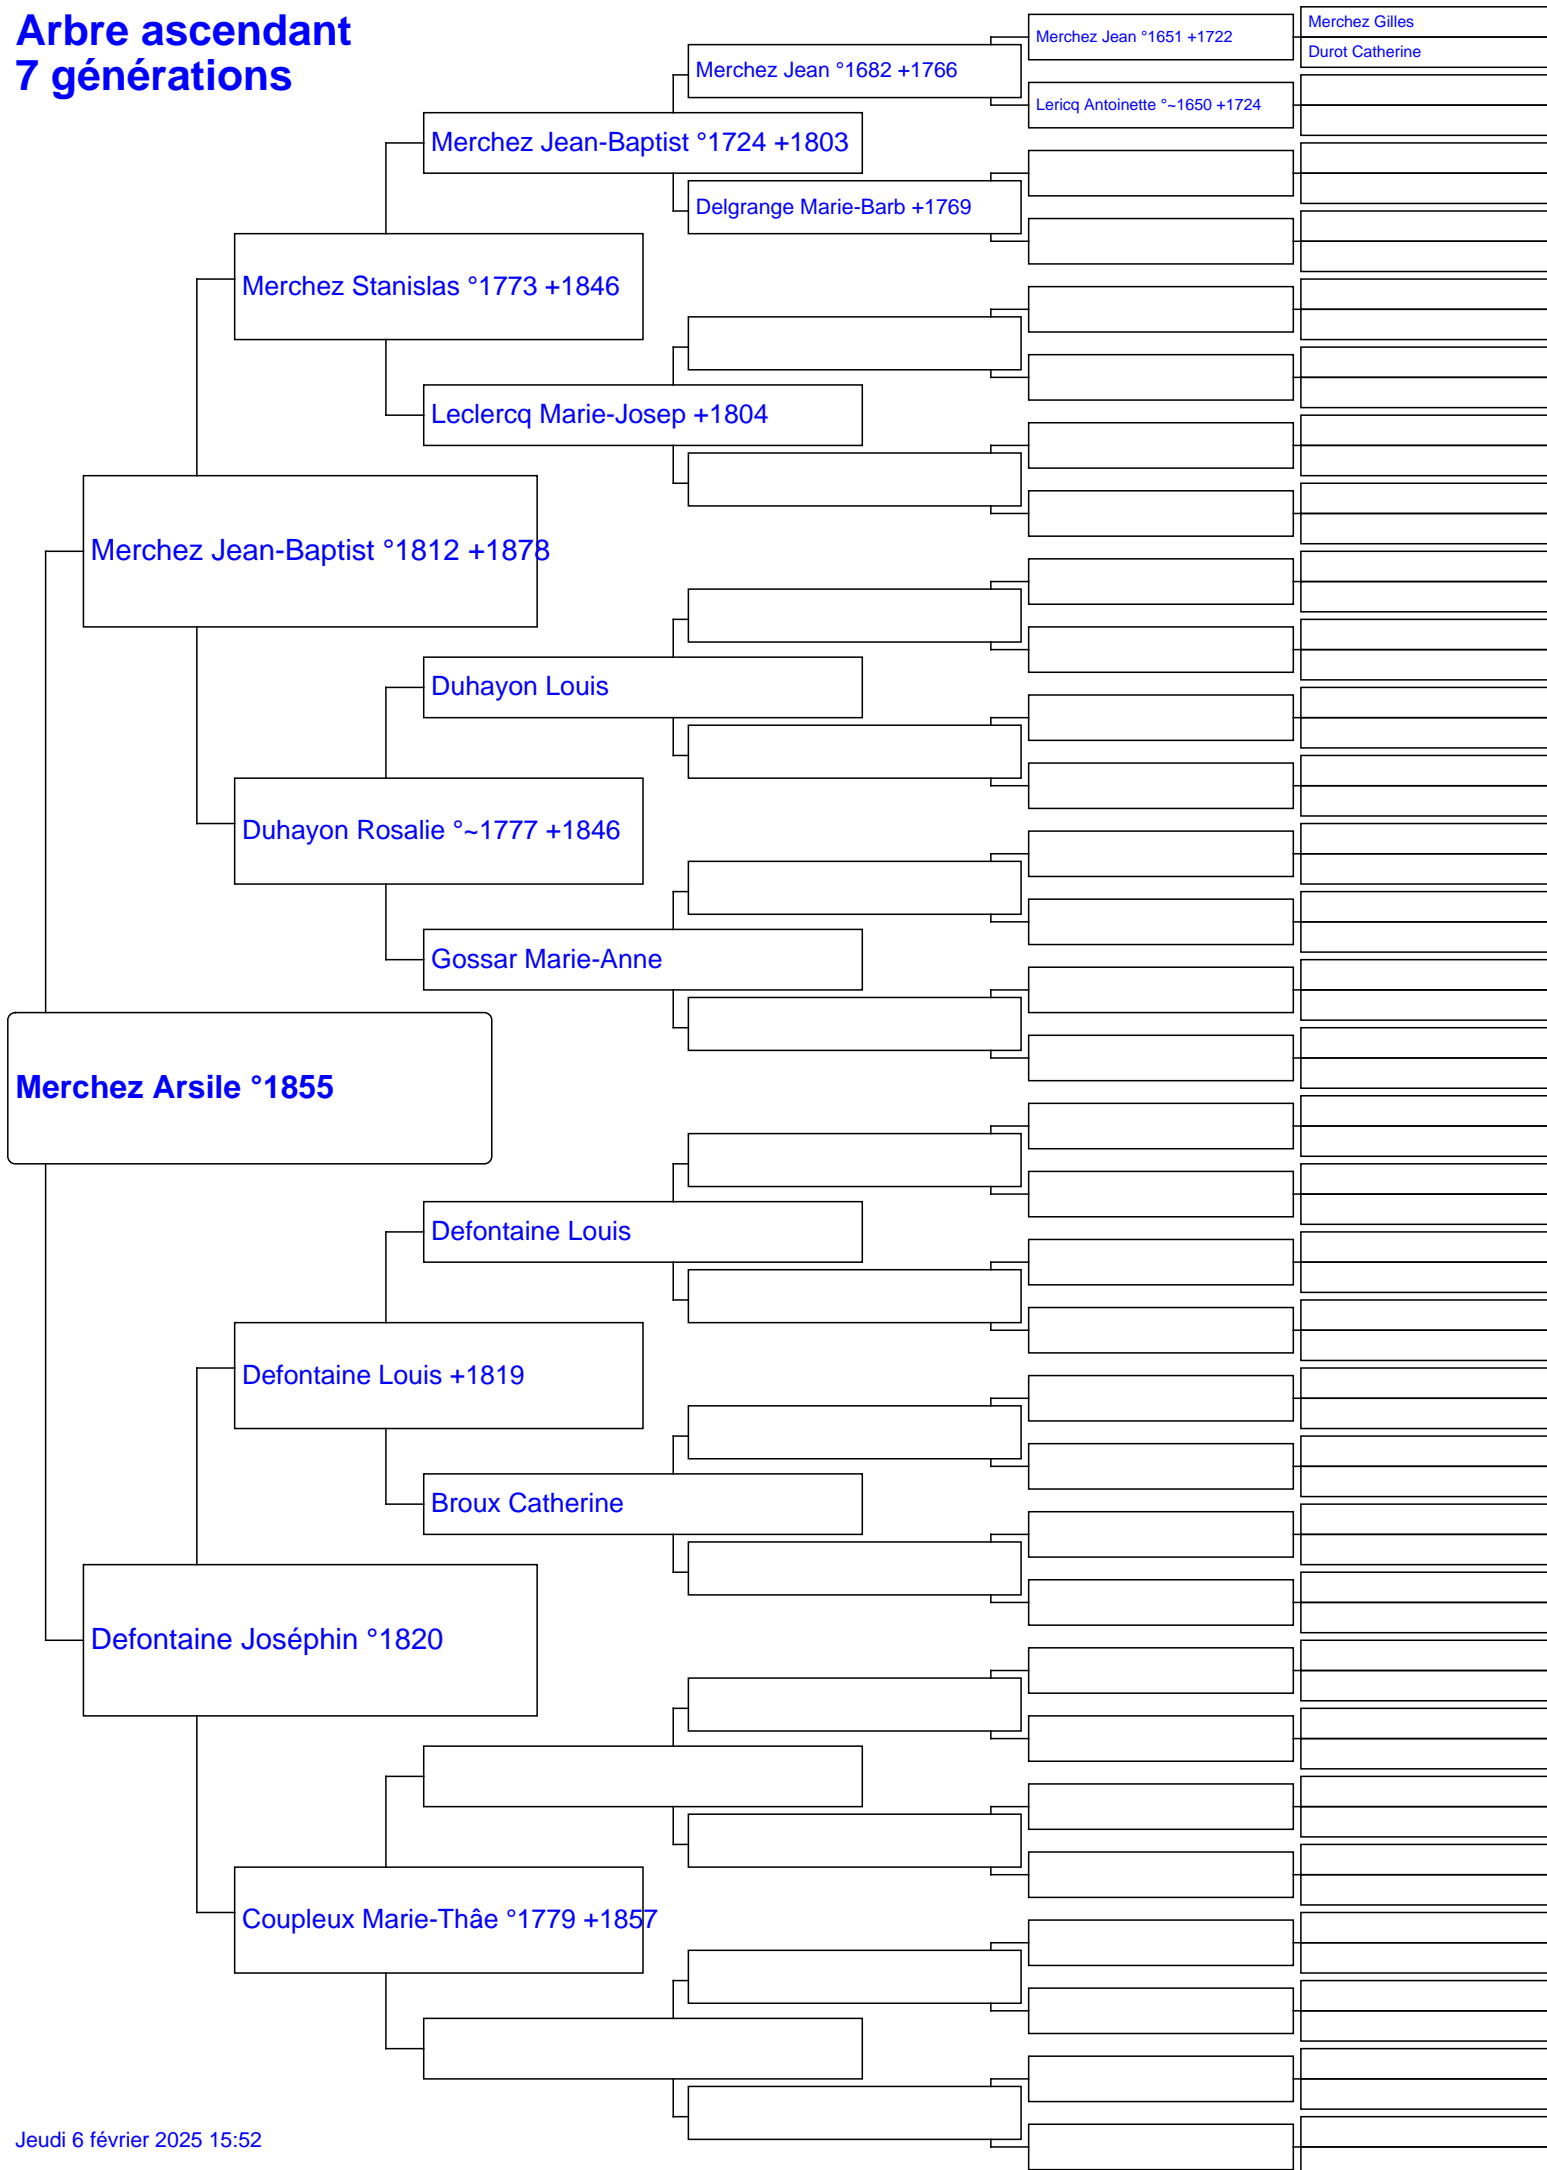 Arbre ascendant
7 générations
Merchez Gilles
Merchez Jean °1651 +1722
Durot Catherine
Merchez Jean °1682 +1766
Lericq Antoinette °~1650 +1724
Merchez Jean-Baptist °1724 +1803
Delgrange Marie-Barb +1769
Merchez Stanislas °1773 +1846
Leclercq Marie-Josep +1804
Merchez Jean-Baptist °1812 +1878
Duhayon Louis
Duhayon Rosalie °~1777 +1846
Gossar Marie-Anne
Merchez Arsile °1855
Defontaine Louis
Defontaine Louis +1819
Broux Catherine
Defontaine Joséphin °1820
Coupleux Marie-Thâe °1779 +1857
Jeudi 6 février 2025 15:52